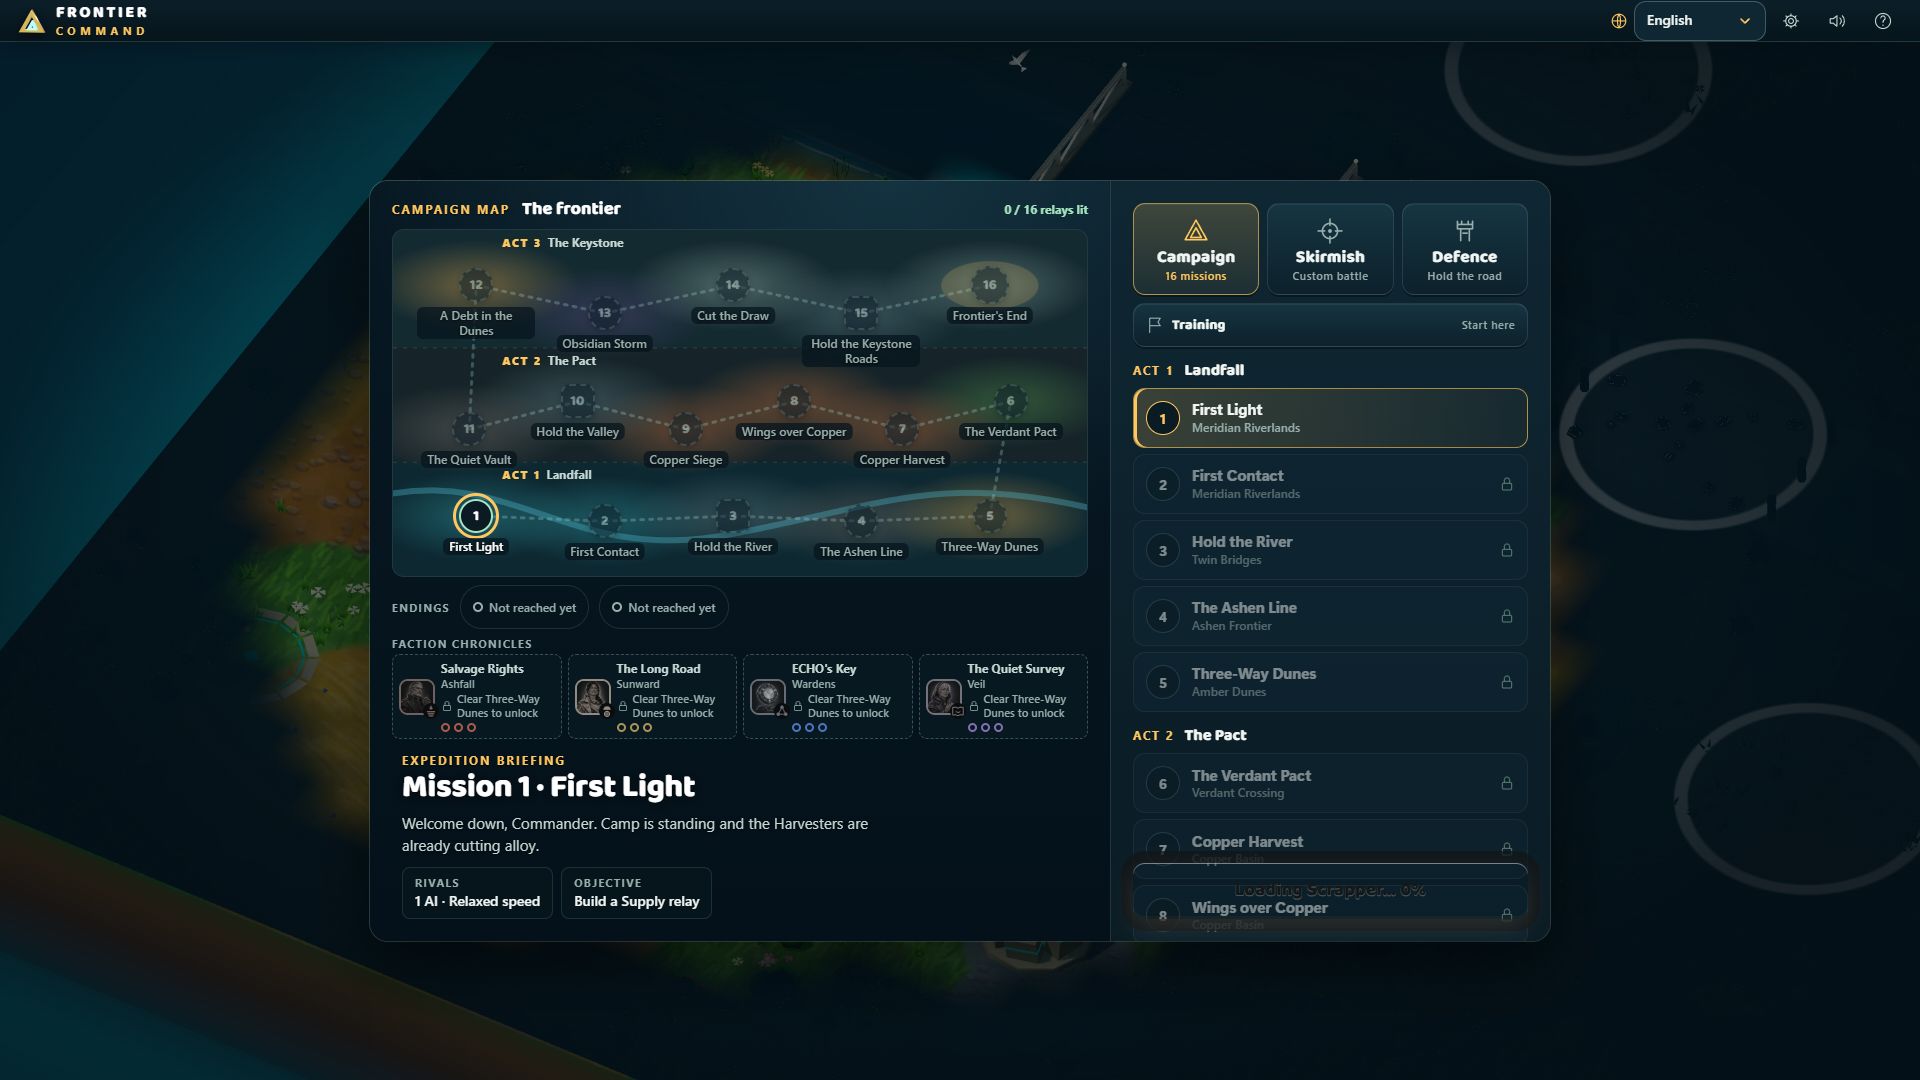 FRONTIER
COMMAND
English
CAMPAIGN MAP The frontier
0 / 16 relays lit
ACT 3 The Keystone
12
A Debt in the
Dunes
13
Obsidian Storm
14
Cut the Draw
15
Hold the Keystone
Roads
16
Frontier's End
ACT 2 The Pact
11
The Quiet Vault
10
Hold the Valley
9
Copper Siege
8
Wings over Copper
7
Copper Harvest
6
The Verdant Pact
ACT 1 Landfall
1
First Light
2
First Contact
3
Hold the River
4
The Ashen Line
5
Three-Way Dunes
ENDINGS
Not reached yet
Not reached yet
FACTION CHRONICLES
Salvage Rights
Ashfall
Clear Three-Way
Dunes to unlock
The Long Road
Sunward
Clear Three-Way
Dunes to unlock
ECHO's Key
Wardens
Clear Three-Way
Dunes to unlock
The Quiet Survey
Veil
Clear Three-Way
Dunes to unlock
EXPEDITION BRIEFING
Mission 1 · First Light
Welcome down, Commander. Camp is standing and the Harvesters are
already cutting alloy.
RIVALS
1 AI · Relaxed speed
OBJECTIVE
Build a Supply relay
Campaign
16 missions
Skirmish
Custom battle
Defence
Hold the road
Training
Start here
ACT 1 Landfall
1
First Light
Meridian Riverlands
2
First Contact
Meridian Riverlands
3
Hold the River
Twin Bridges
4
The Ashen Line
Ashen Frontier
5
Three-Way Dunes
Amber Dunes
ACT 2 The Pact
6
The Verdant Pact
Verdant Crossing
7
Copper Harvest
Copper Basin
Loading Scrapper... 0%
8
Wings over Copper
Copper Basin